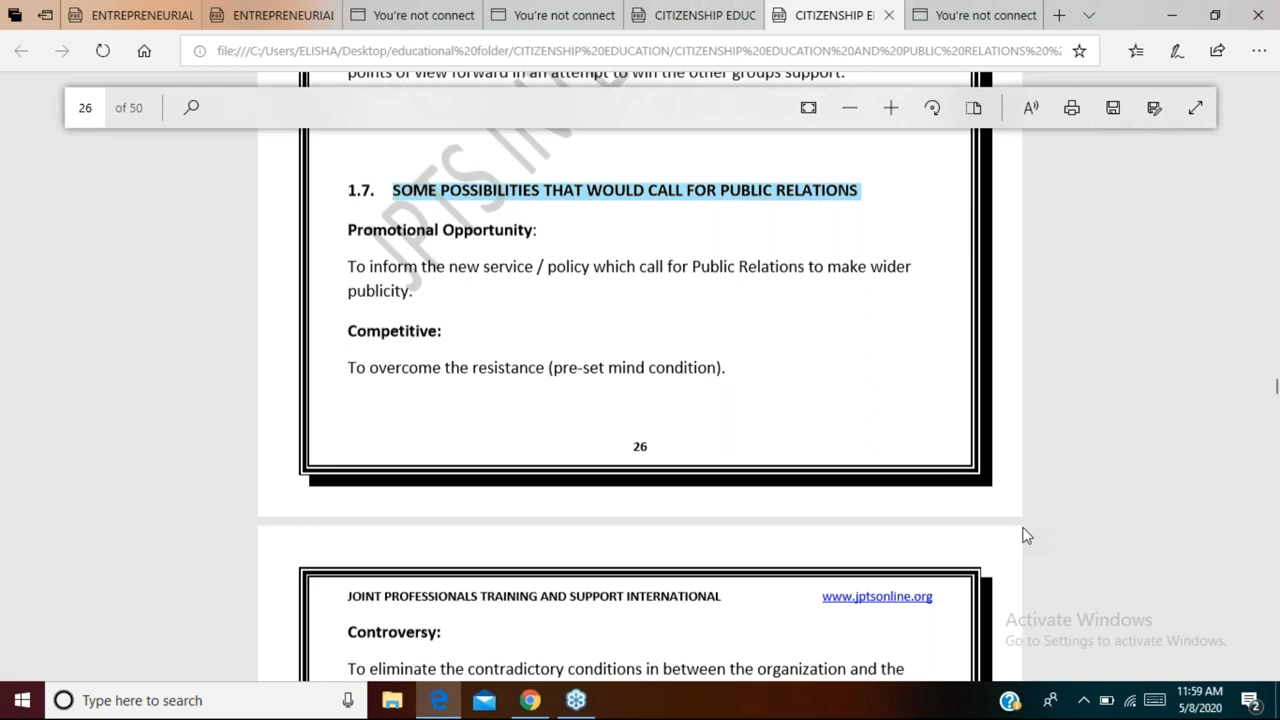 ENTREPRENEURIAL
ENTREPRENEURIAL
You're not connect
You're not connect
CITIZENSHIP EDUC
CITIZENSHIP E
You're not connect
file:///C:/Users/ELISHA/Desktop/educational%20folder/CITIZENSHIP%20EDUCATION/CITIZENSHIP%20EDUCATION%20AND%20PUBLIC%20RELATIONS%20%2
points of view forward in an attempt to win the other groups support.
26 of 50
JPTS IN
1.7. SOME POSSIBILITIES THAT WOULD CALL FOR PUBLIC RELATIONS
Promotional Opportunity:
To inform the new service / policy which call for Public Relations to make wider
publicity.
Competitive:
To overcome the resistance (pre-set mind condition).
26
JOINT PROFESSIONALS TRAINING AND SUPPORT INTERNATIONAL www.jptsonline.org
Controversy:
To eliminate the contradictory conditions in between the organization and the
Activate Windows
Go to Settings to activate Windows.
Type here to search
11:59 AM
5/8/2020
2